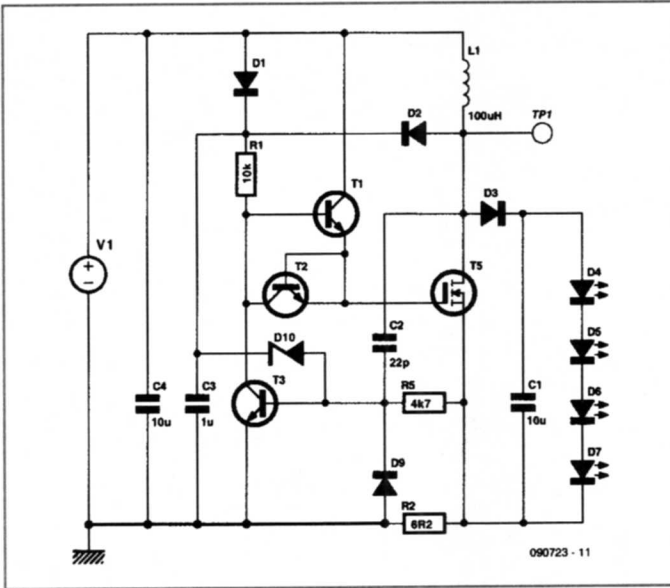 L1
D1
100uH
TP1
D2
R1
10k
T1
D3
V1
+
−
T2
T5
D4
C2
D5
22p
D10
T3
D6
C4
C3
R5
C1
10u
1u
4k7
10u
D9
D7
R2
6R2
090723 - 11